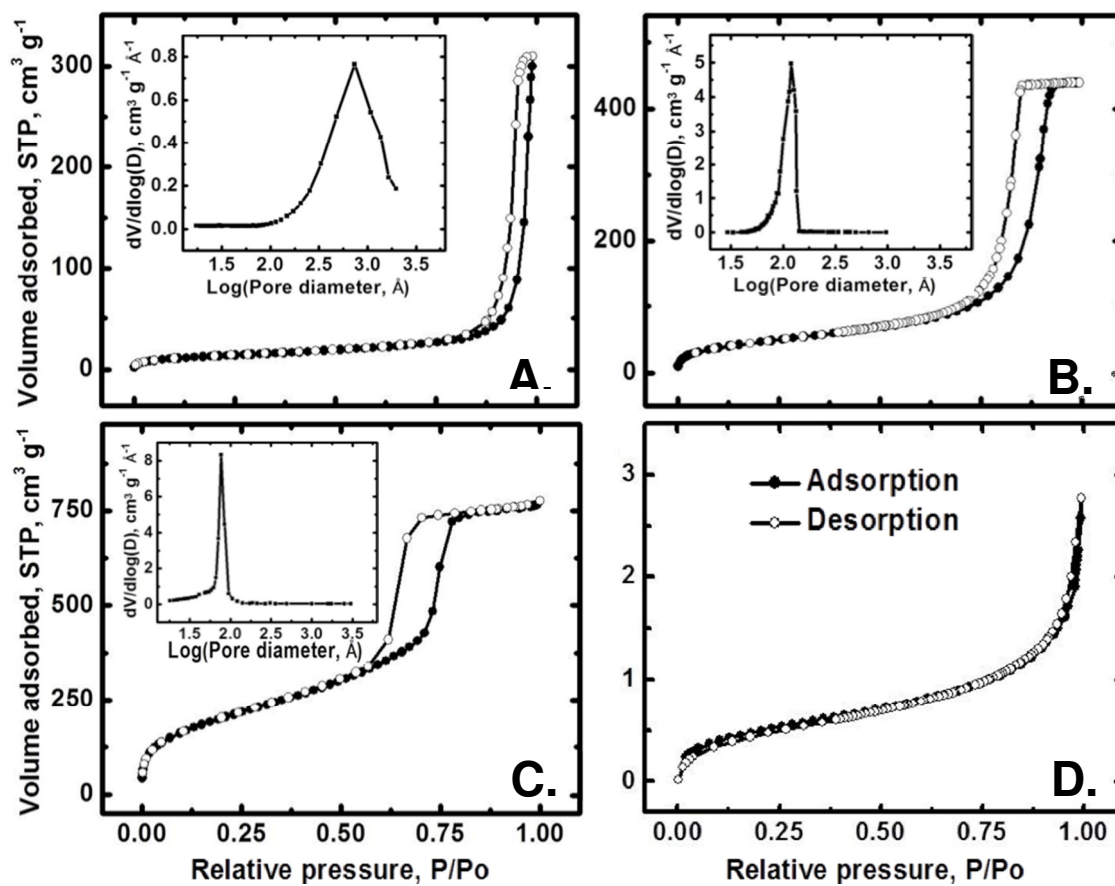 Volume adsorbed, STP, cm³ g⁻¹
300
200
100
0
dV/dlog(D), cm³ g⁻¹ Å⁻¹
0.8
0.6
0.4
0.2
0.0
1.5 2.0 2.5 3.0 3.5
Log(Pore diameter, Å)
A.
400
200
0
dV/dlog(D), cm³ g⁻¹ Å⁻¹
5
4
3
2
1
0
1.5 2.0 2.5 3.0 3.5
Log(Pore diameter, Å)
B.
Volume adsorbed, STP, cm³ g⁻¹
750
500
250
0
dV/dlog(D), cm³ g⁻¹ Å⁻¹
8
6
4
2
0
1.5 2.0 2.5 3.0 3.5
Log(Pore diameter, Å)
C.
0.00 0.25 0.50 0.75 1.00
Relative pressure, P/Po
3
2
1
0
Adsorption
Desorption
D.
0.00 0.25 0.50 0.75 1.00
Relative pressure, P/Po